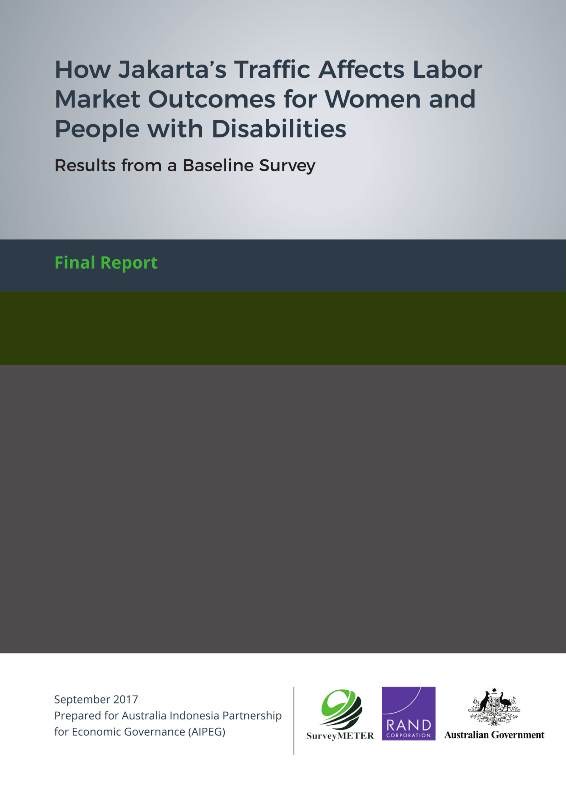 How Jakarta's Traffic Affects Labor
Market Outcomes for Women and
People with Disabilities
Results from a Baseline Survey
Final Report
September 2017
Prepared for Australia Indonesia Partnership
for Economic Governance (AIPEG)
SurveyMETER
RAND
CORPORATION
Australian Government